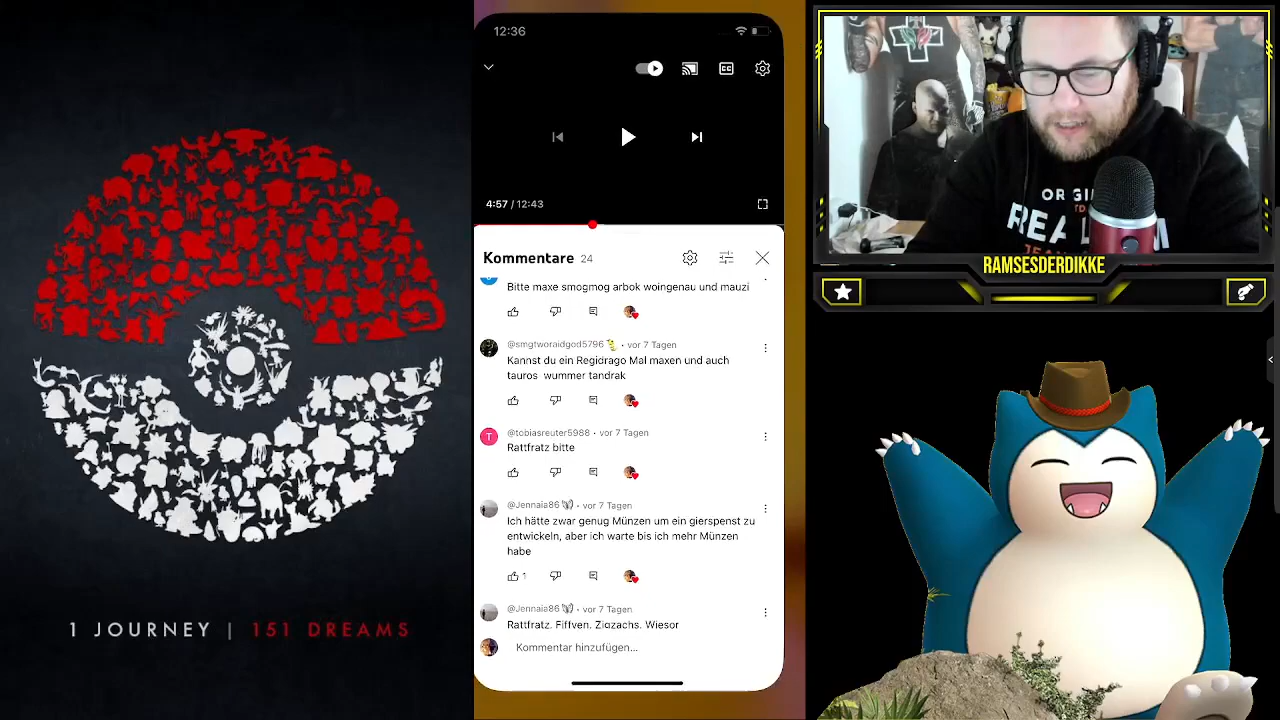 1 JOURNEY | 151 DREAMS
12:36
CC
4:57 / 12:43
Kommentare 24
Bitte maxe smogmog arbok woingenau und mauzi
@smgtworaidgod5796 • vor 7 Tagen
Kannst du ein Regidrago Mal maxen und auch
tauros wummer tandrak
T
@tobiasreuter5988 • vor 7 Tagen
Rattfratz bitte
@Jennaia86 • vor 7 Tagen
Ich hätte zwar genug Münzen um ein gierspenst zu
entwickeln, aber ich warte bis ich mehr Münzen
habe
1
@Jennaia86 • vor 7 Tagen
Rattfratz, Fiffyen, Zigzachs, Wiesor
Kommentar hinzufügen...
RAMSESDERDIKKE